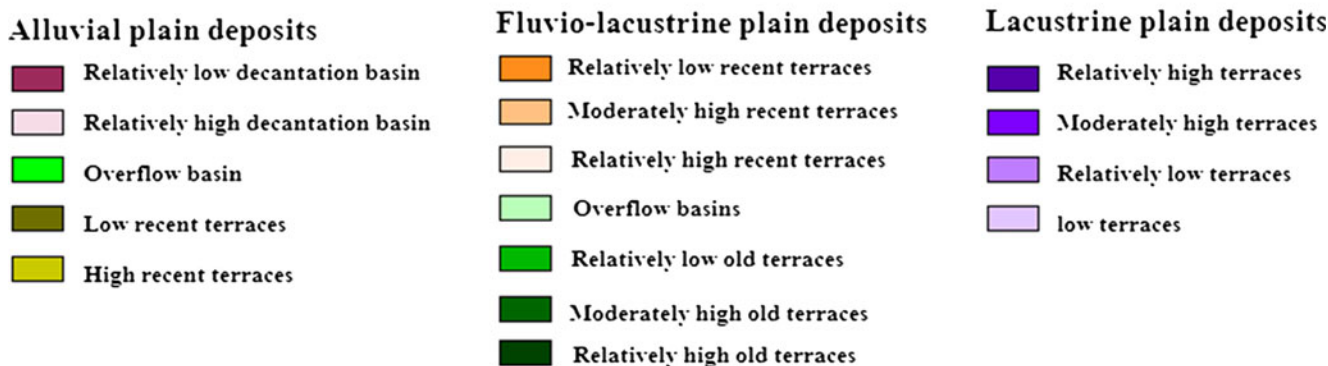 Alluvial plain deposits
Relatively low decantation basin
Relatively high decantation basin
Overflow basin
Low recent terraces
High recent terraces
Fluvio-lacustrine plain deposits
Relatively low recent terraces
Moderately high recent terraces
Relatively high recent terraces
Overflow basins
Relatively low old terraces
Moderately high old terraces
Relatively high old terraces
Lacustrine plain deposits
Relatively high terraces
Moderately high terraces
Relatively low terraces
low terraces